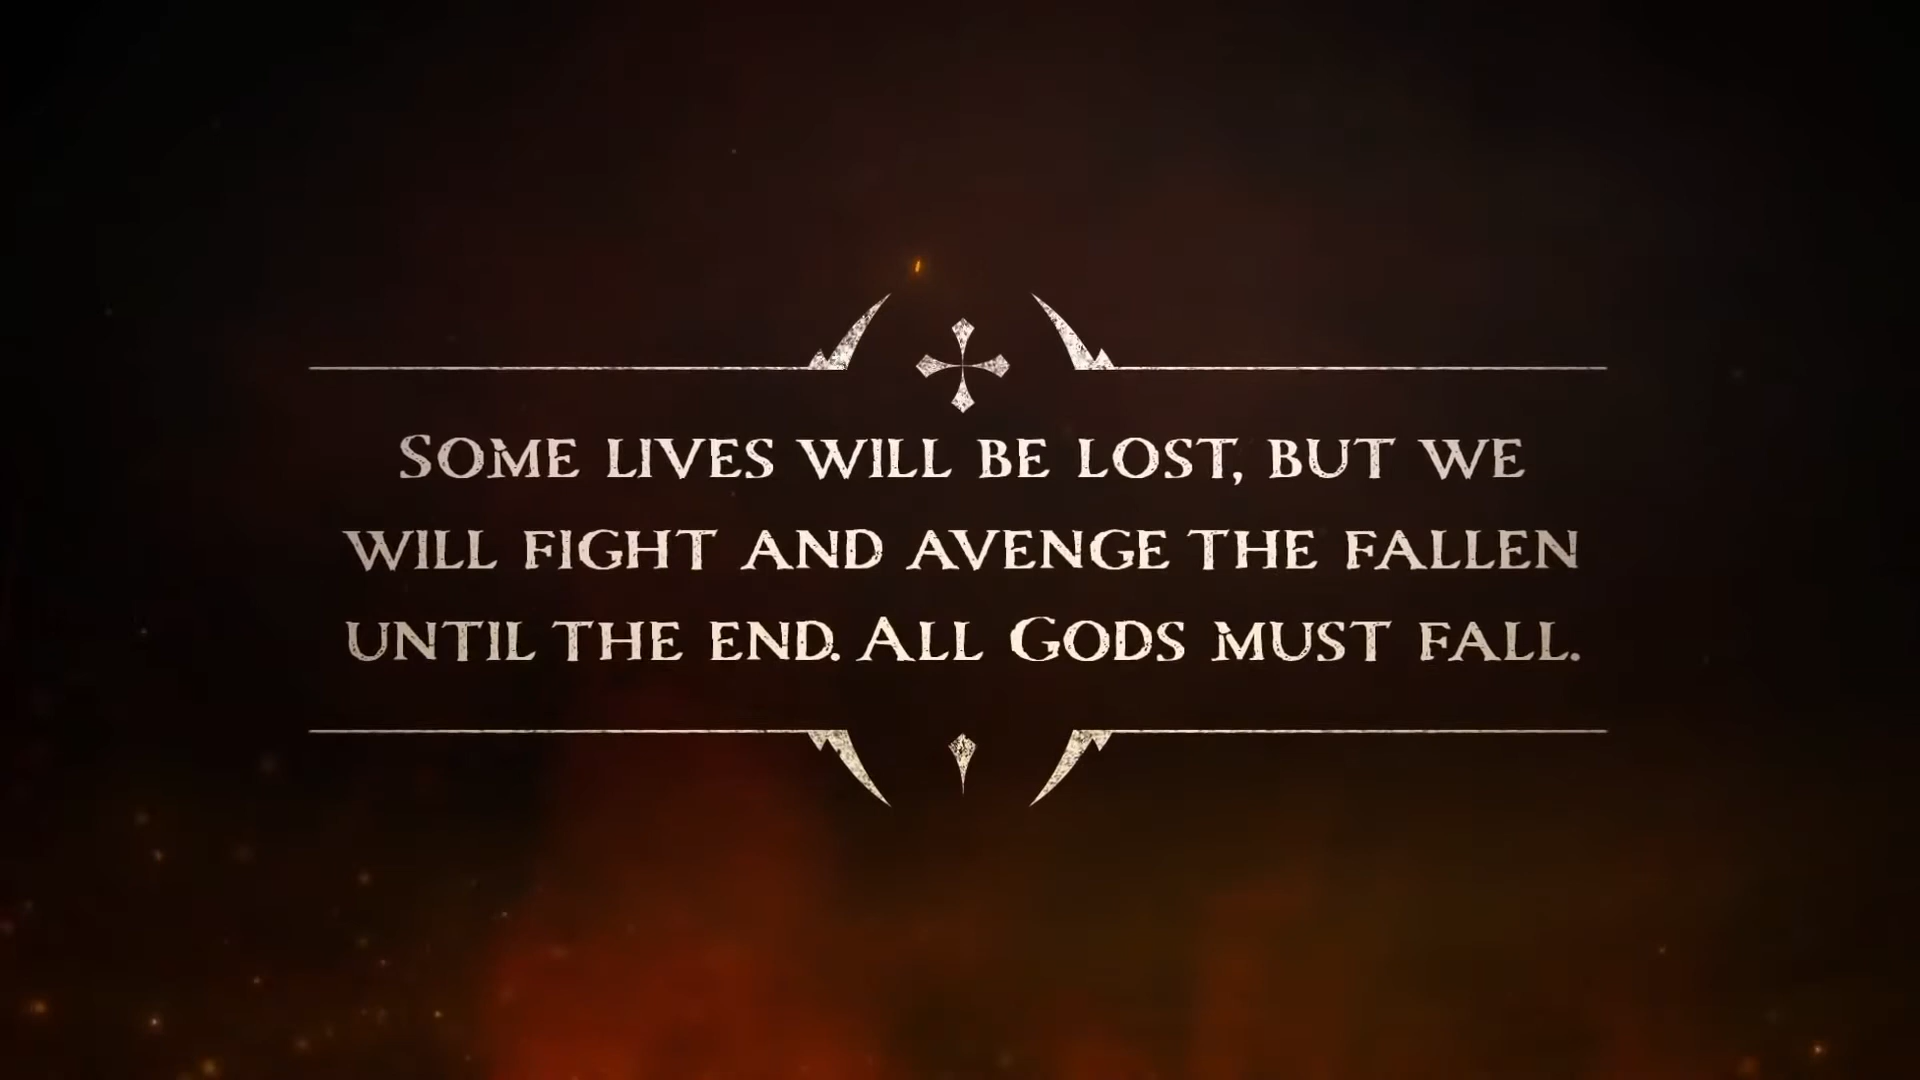 Some lives will be lost, but we
will fight and avenge the fallen
until the end. All Gods must fall.